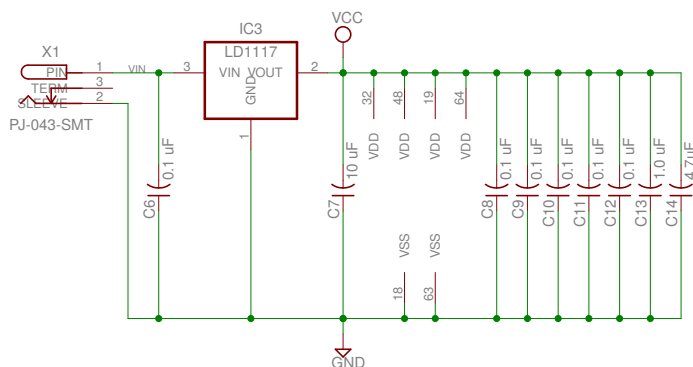 VCC
IC3
LD1117
X1
1
PIN
VIN
3
VIN VOUT
2
3
TERM
2
SLEEVE
GND
1
PJ-043-SMT
32
48
19
64
VDD
VDD
VDD
VDD
0.1 uF
C6
10 uF
C7
0.1 uF
C8
0.1 uF
C9
0.1 uF
C10
0.1 uF
C11
0.1 uF
C12
1.0 uF
C13
4.7uF
C14
VSS
VSS
18
63
GND